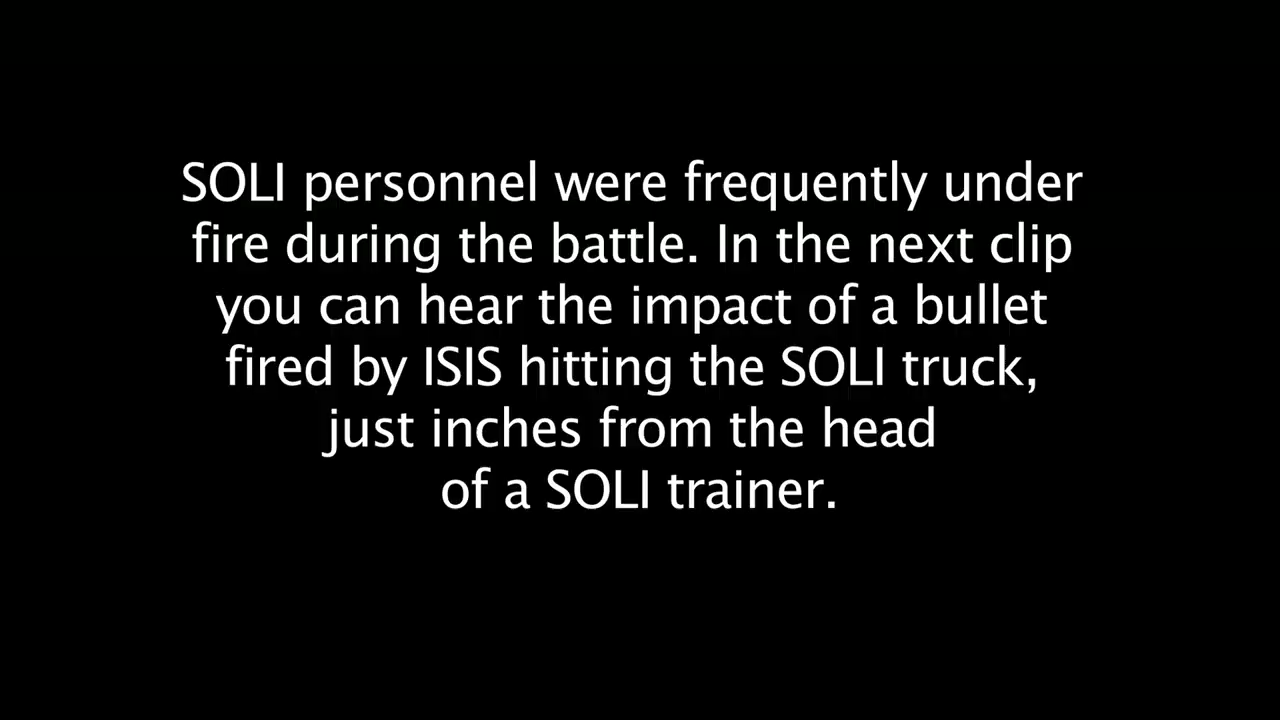 SOLI personnel were frequently under
fire during the battle. In the next clip
you can hear the impact of a bullet
fired by ISIS hitting the SOLI truck,
just inches from the head
of a SOLI trainer.